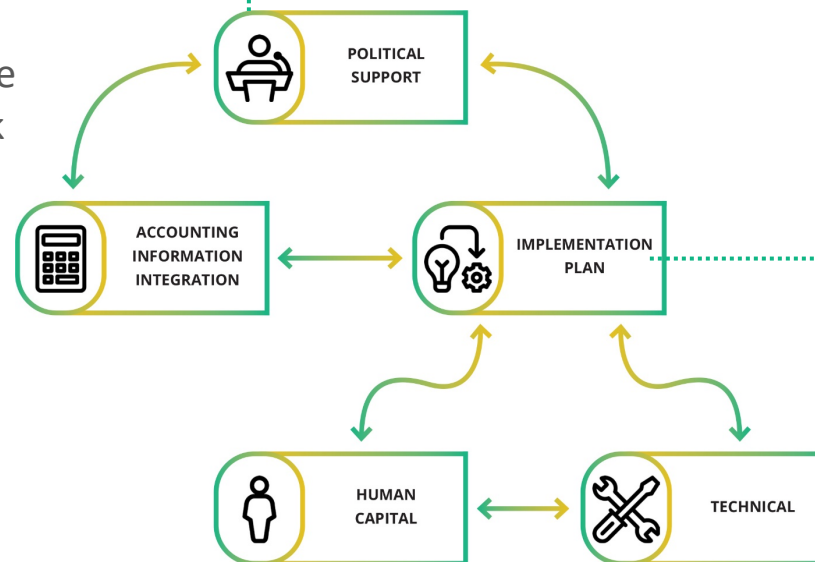 e
k
POLITICAL
SUPPORT
ACCOUNTING
INFORMATION
INTEGRATION
IMPLEMENTATION
PLAN
HUMAN
CAPITAL
TECHNICAL